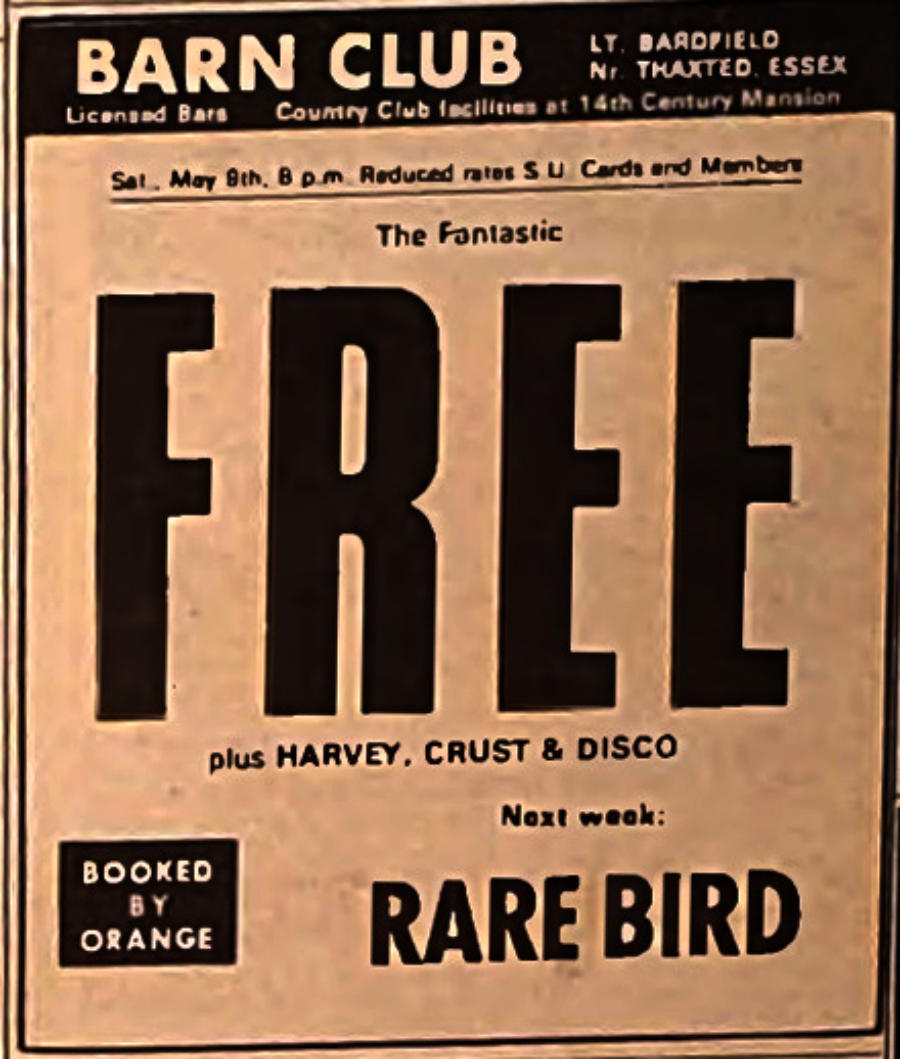 BARN CLUB
LT. BARDFIELD
Nr. THAXTED, ESSEX
Licensed Bars Country Club facilities at 14th Century Mansion
Sat., May 8th, 8 p.m. Reduced rates S.U. Cards and Members
The Fantastic
FREE
plus HARVEY, CRUST & DISCO
Next week:
RARE BIRD
BOOKED
BY
ORANGE